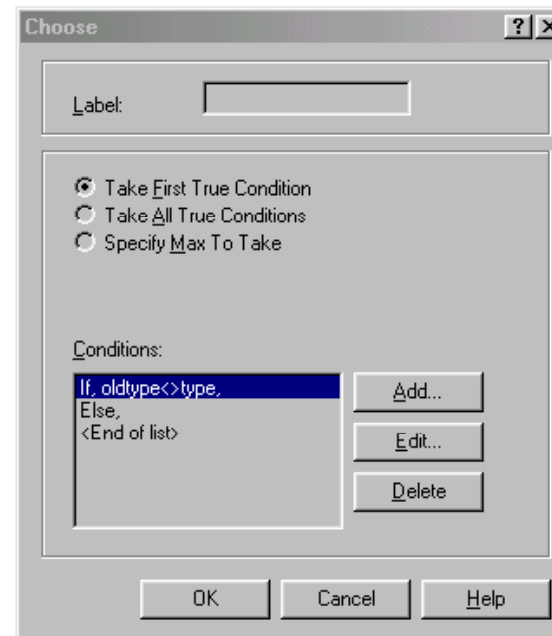 Choose
Label:
Take First True Condition
Take All True Conditions
Specify Max To Take
Conditions:
If, oldtype<>type,
Else,
<End of list>
Add...
Edit...
Delete
OK
Cancel
Help